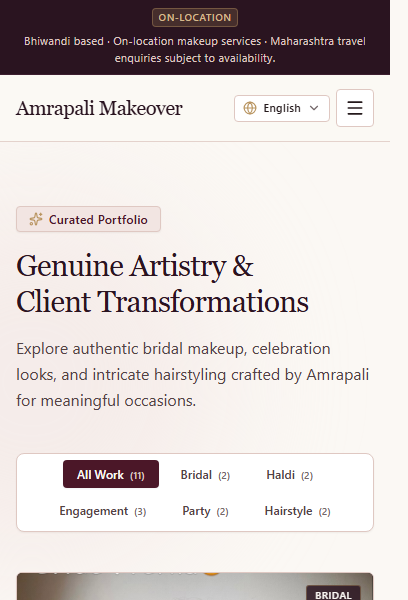 ON-LOCATION
Bhiwandi based · On-location makeup services · Maharashtra travel
enquiries subject to availability.
Amrapali Makeover
English
Curated Portfolio
Genuine Artistry &
Client Transformations
Explore authentic bridal makeup, celebration
looks, and intricate hairstyling crafted by Amrapali
for meaningful occasions.
All Work (11) Bridal (2) Haldi (2)
Engagement (3) Party (2) Hairstyle (2)
BRIDAL